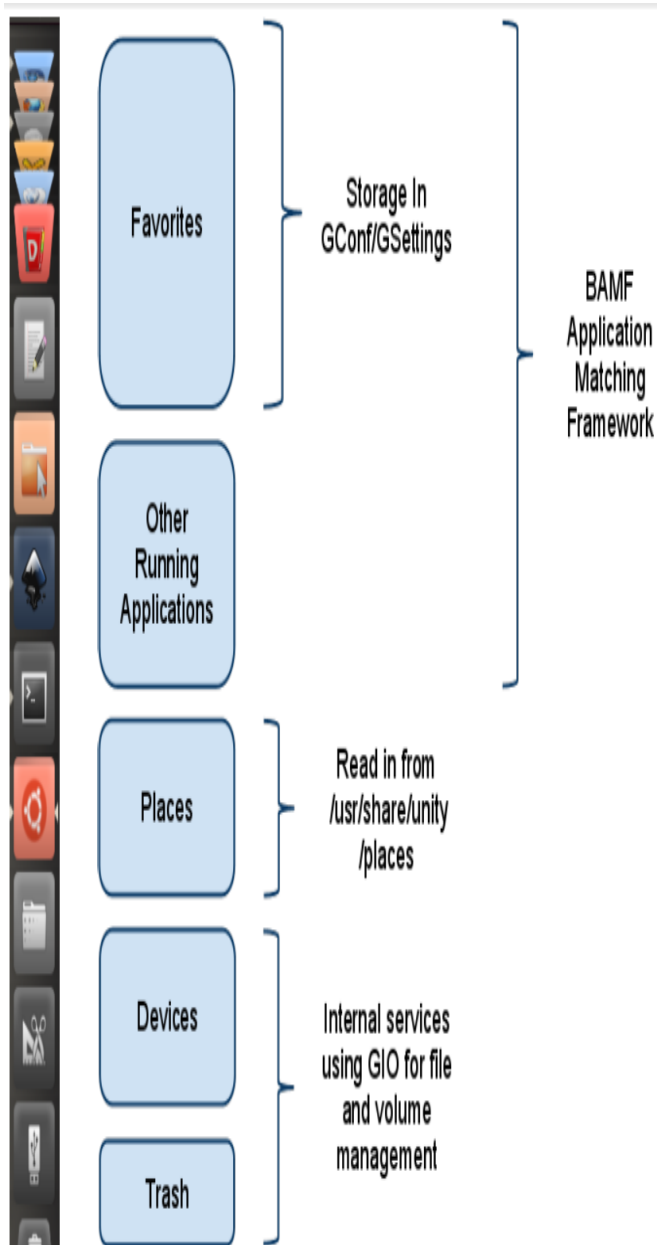 Favorites
Storage In
GConf/GSettings
BAMF
Application
Matching
Framework
Other
Running
Applications
Places
Read in from
/usr/share/unity
/places
Devices
Internal services
using GIO for file
and volume
management
Trash
D
>_